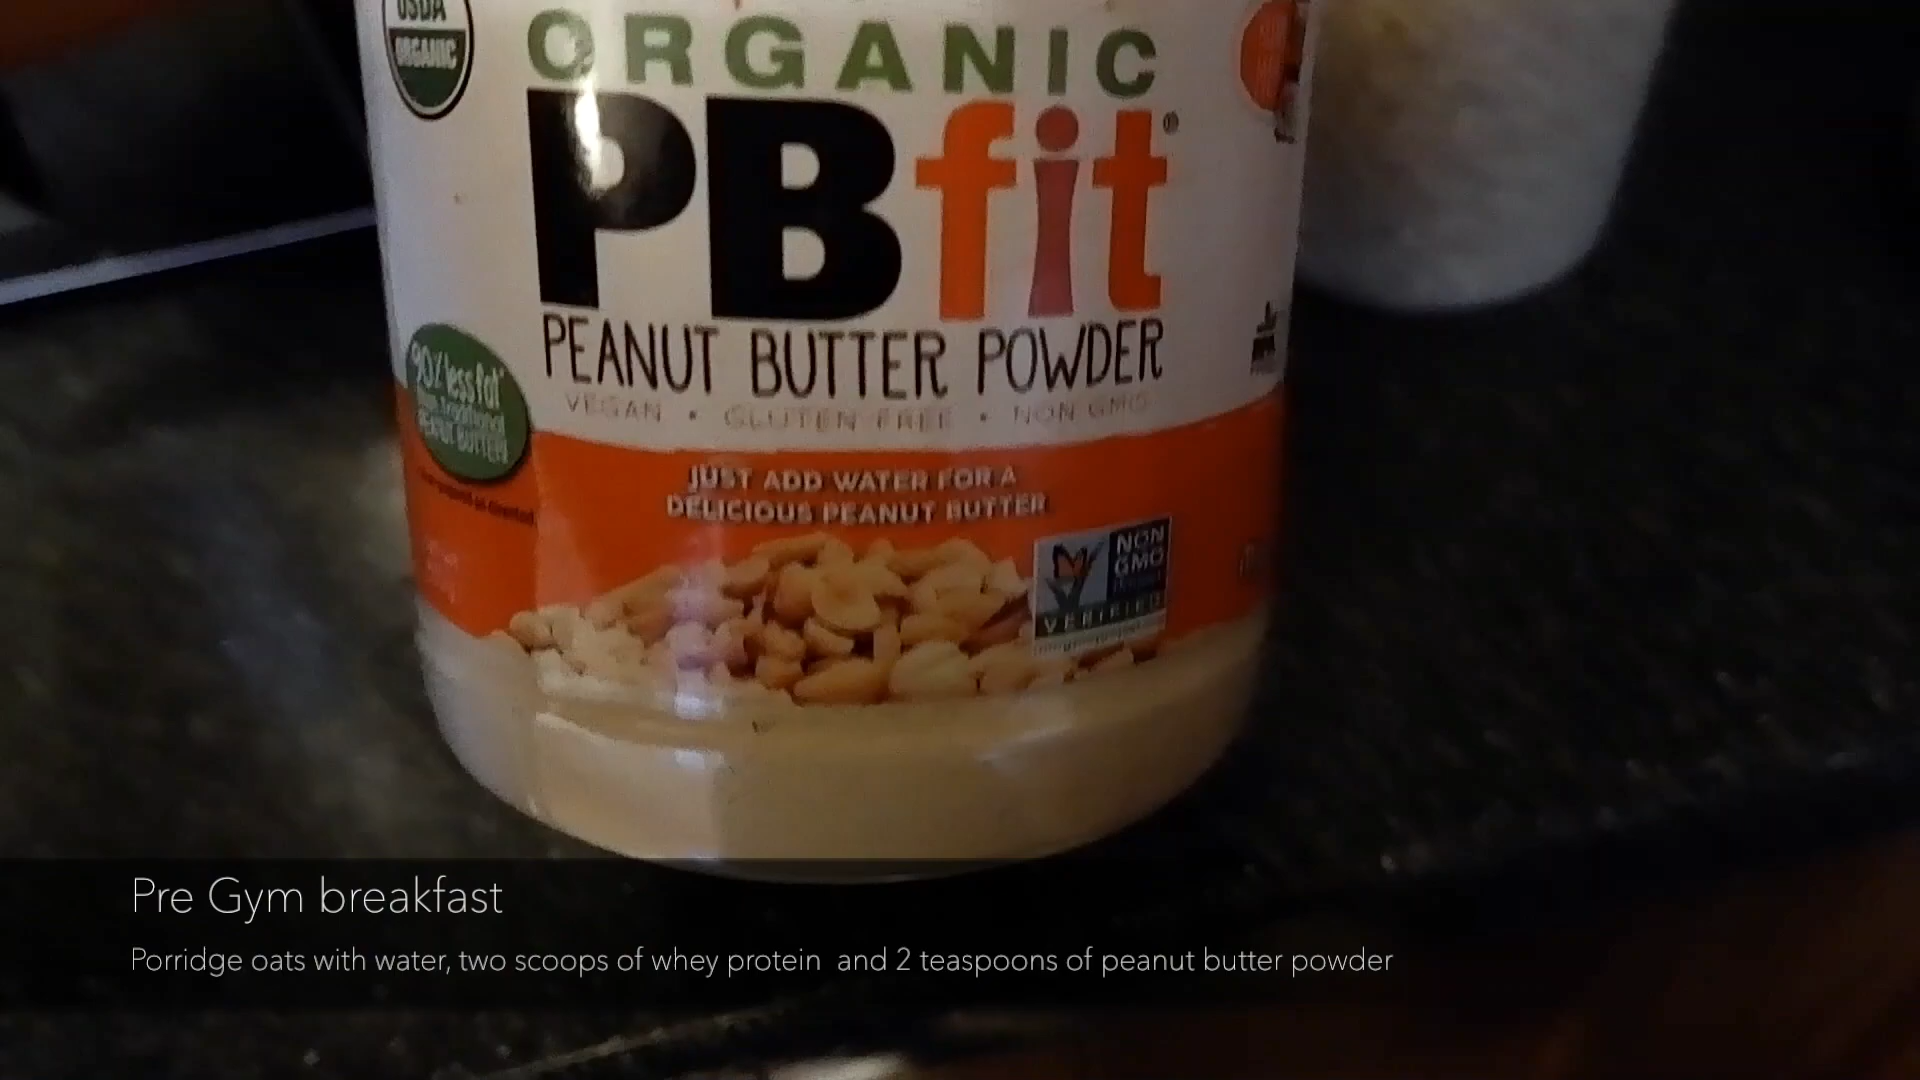 USDA
ORGANIC
ORGANIC
PBfit®
PEANUT BUTTER POWDER
VEGAN • GLUTEN FREE • NON GMO
90% less fat*
PEANUT BUTTER
JUST ADD WATER FOR A
DELICIOUS PEANUT BUTTER
NON
GMO
VERIFIED
Pre Gym breakfast
Porridge oats with water, two scoops of whey protein and 2 teaspoons of peanut butter powder